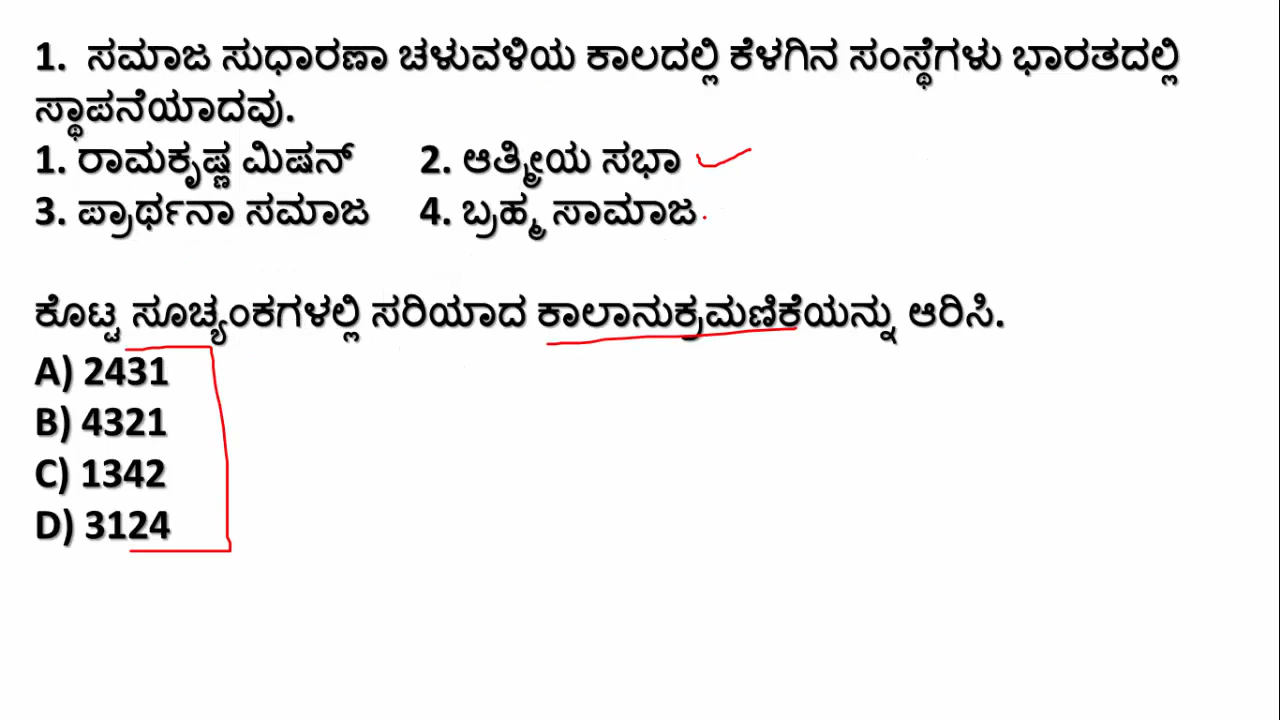 1. ಸಮಾಜ ಸುಧಾರಣಾ ಚಳುವಳಿಯ ಕಾಲದಲ್ಲಿ ಕೆಳಗಿನ ಸಂಸ್ಥೆಗಳು ಭಾರತದಲ್ಲಿ
ಸ್ಥಾಪನೆಯಾದವು.
1. ರಾಮಕೃಷ್ಣ ಮಿಷನ್ 2. ಆತ್ಮೀಯ ಸಭಾ
3. ಪ್ರಾರ್ಥನಾ ಸಮಾಜ 4. ಬ್ರಹ್ಮ ಸಾಮಾಜ
ಕೊಟ್ಟ ಸೂಚ್ಯಂಕಗಳಲ್ಲಿ ಸರಿಯಾದ ಕಾಲಾನುಕ್ರಮಣಿಕೆಯನ್ನು ಆರಿಸಿ.
A) 2431
B) 4321
C) 1342
D) 3124